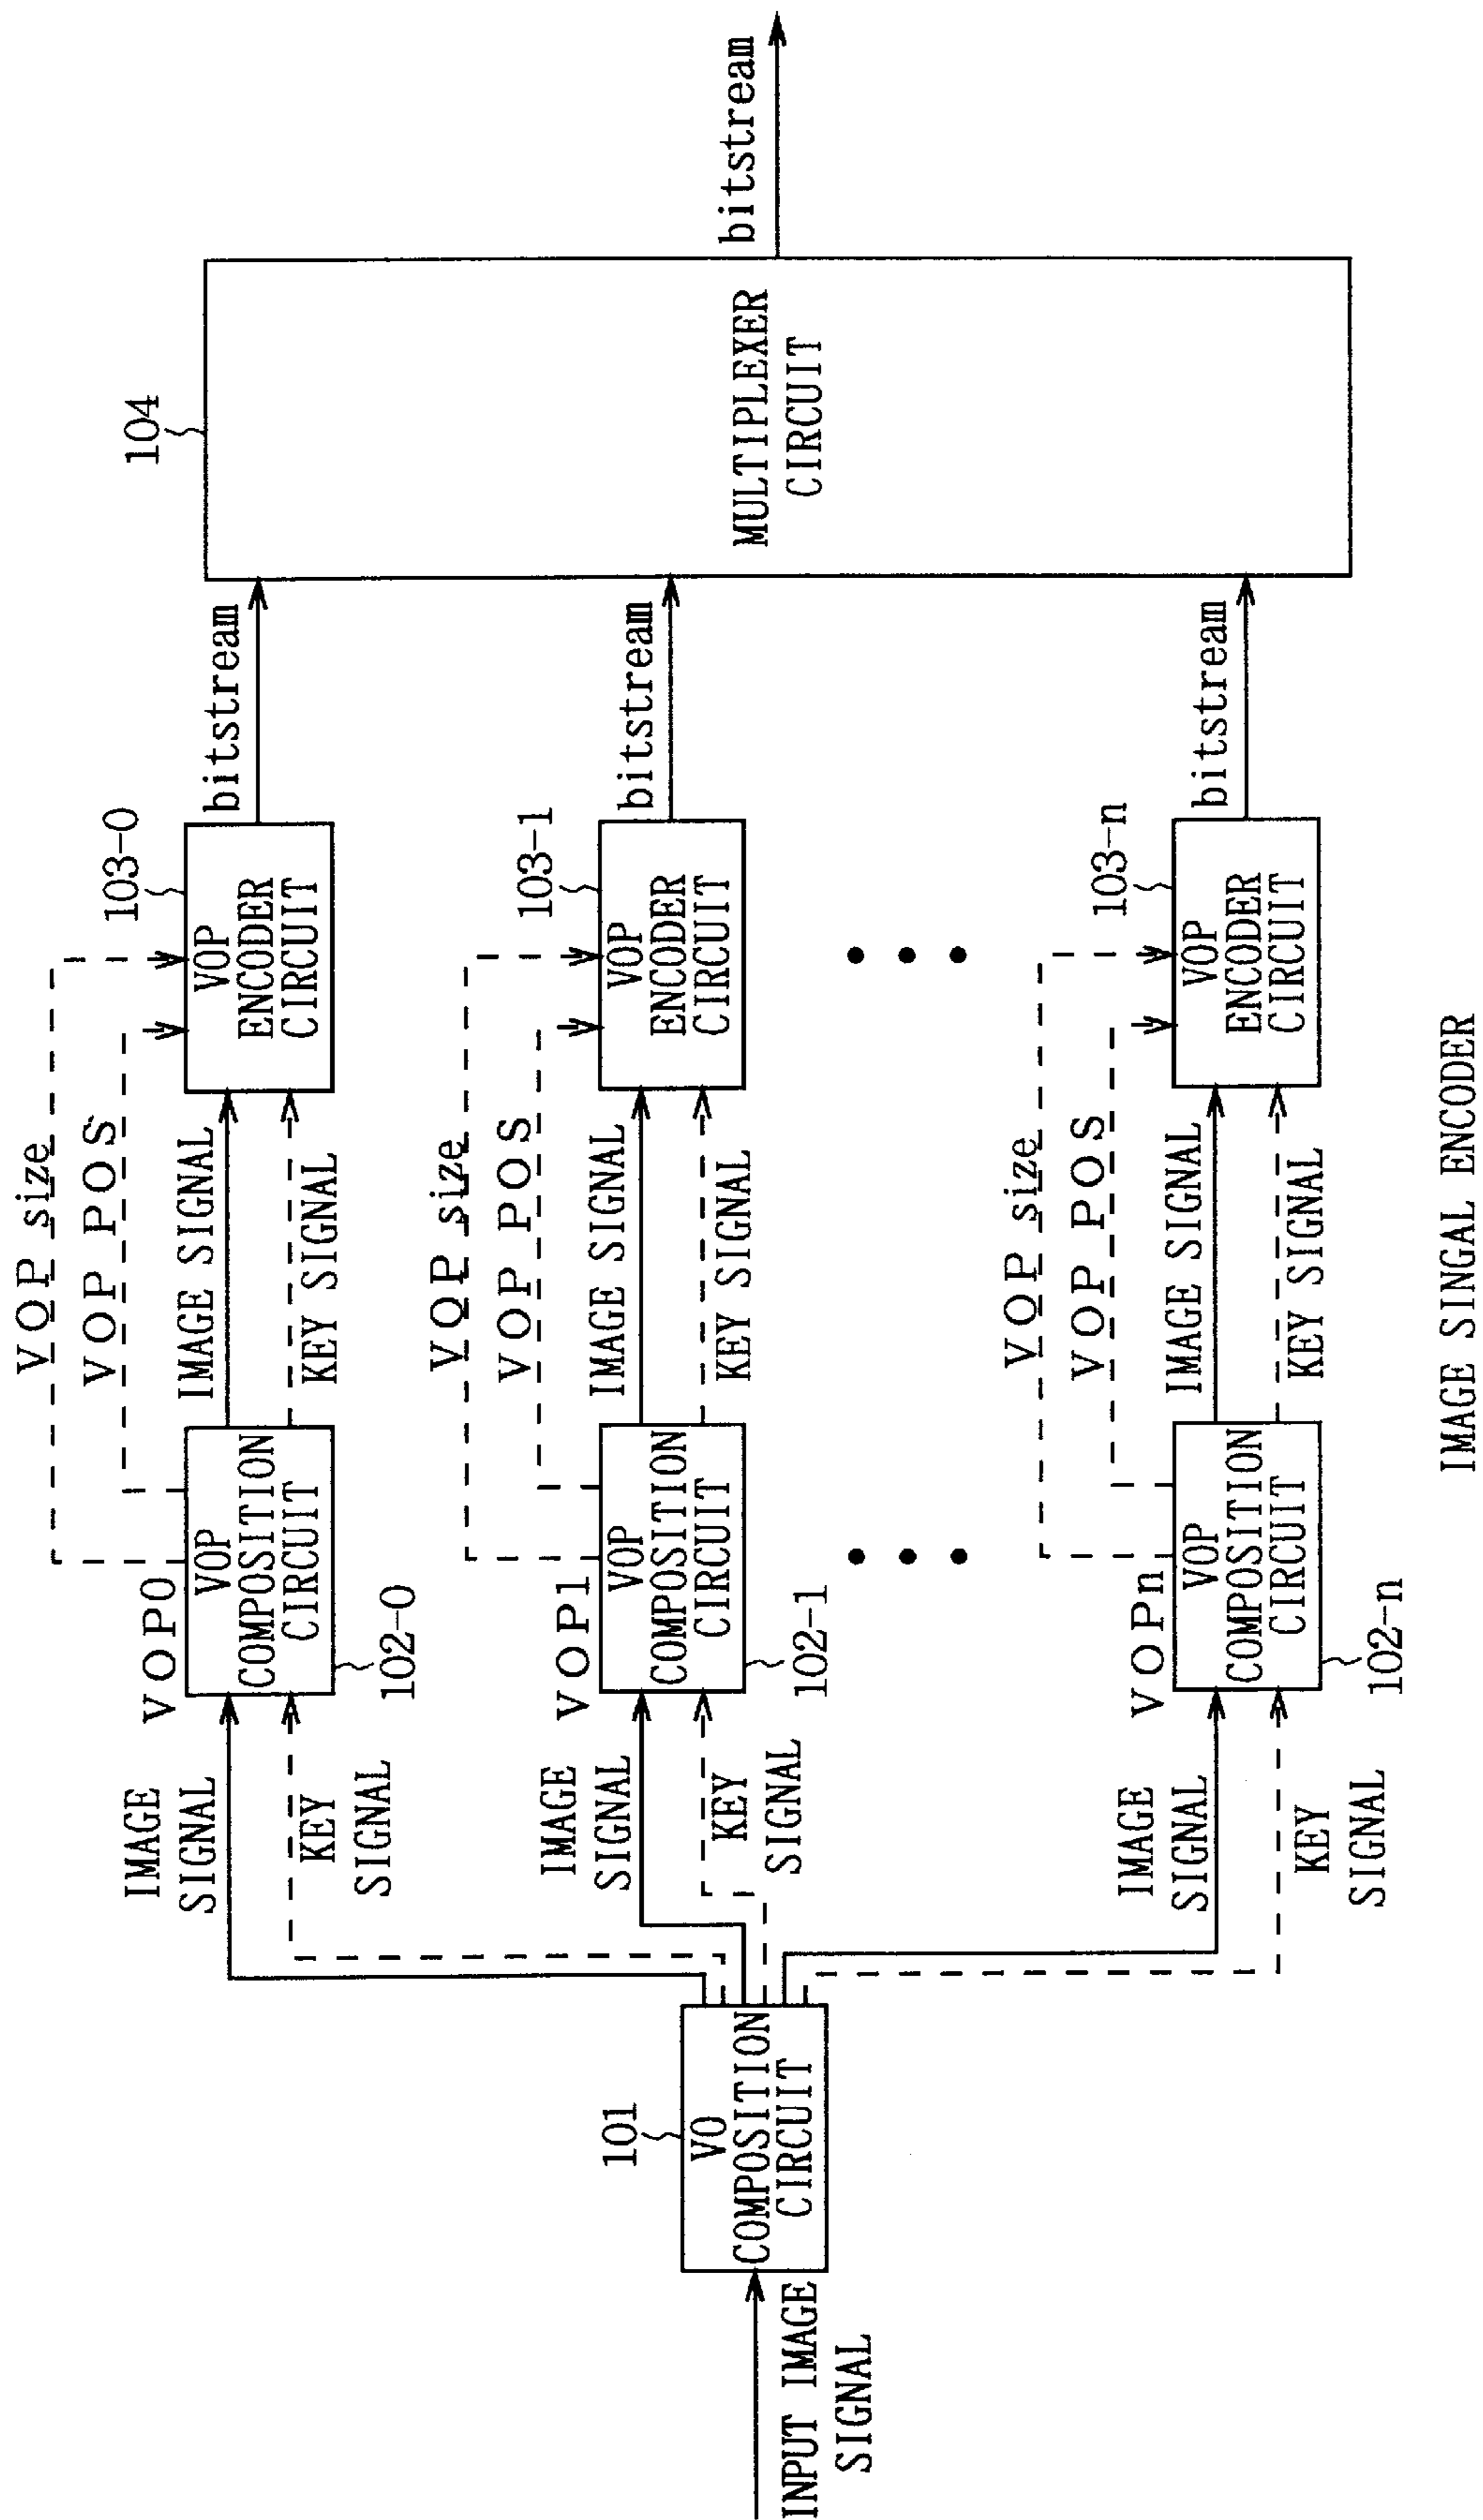 INPUT IMAGE
SIGNAL
101
VO
COMPOSITION
CIRCUIT
IMAGE
SIGNAL
KEY
SIGNAL
VOP0
VOP
COMPOSITION
CIRCUIT
102-0
VOP size
VOP POS
IMAGE SIGNAL
KEY SIGNAL
103-0
VOP
ENCODER
CIRCUIT
bitstream
IMAGE
SIGNAL
KEY
SIGNAL
VOP1
VOP
COMPOSITION
CIRCUIT
102-1
VOP size
VOP POS
IMAGE SIGNAL
KEY SIGNAL
103-1
VOP
ENCODER
CIRCUIT
bitstream
IMAGE
SIGNAL
KEY
SIGNAL
VOPn
VOP
COMPOSITION
CIRCUIT
102-n
VOP size
VOP POS
IMAGE SIGNAL
KEY SIGNAL
103-n
VOP
ENCODER
CIRCUIT
bitstream
104
MULTIPLEXER
CIRCUIT
bitstream
IMAGE SINGAL ENCODER